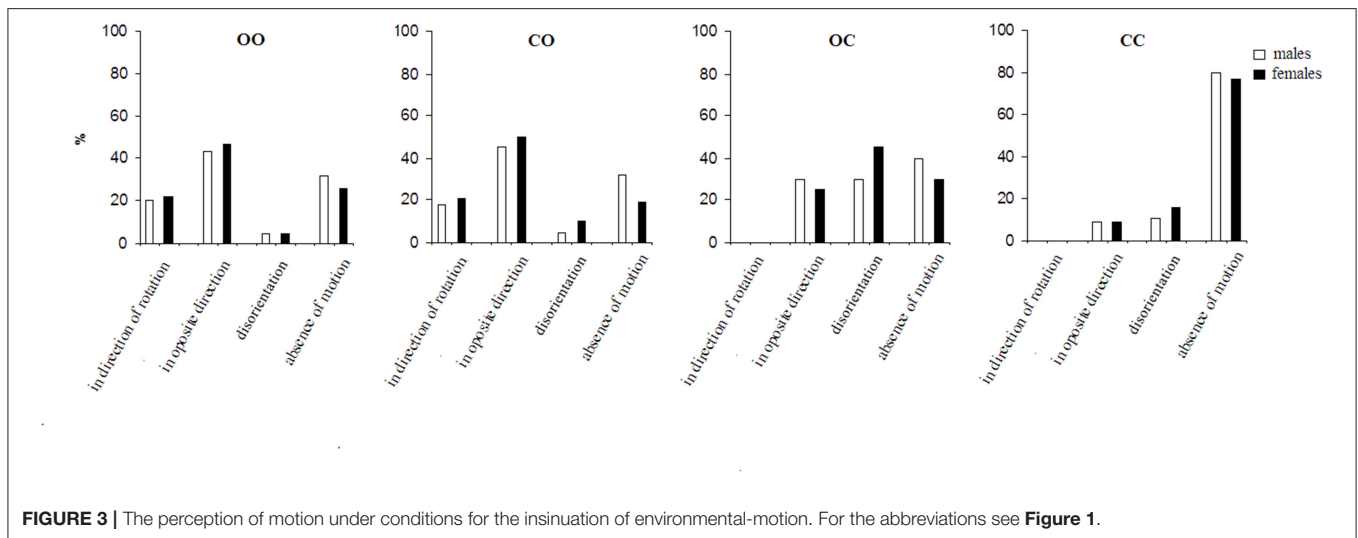 OO
100
80
60
40
20
0
%
in direction of rotation
in oposite direction
disorientation
absence of motion
CO
100
80
60
40
20
0
in direction of rotation
in oposite direction
disorientation
absence of motion
OC
100
80
60
40
20
0
in direction of rotation
in oposite direction
disorientation
absence of motion
CC
100
80
60
40
20
0
in direction of rotation
in oposite direction
disorientation
absence of motion
males
females
FIGURE 3 | The perception of motion under conditions for the insinuation of environmental-motion. For the abbreviations see Figure 1.